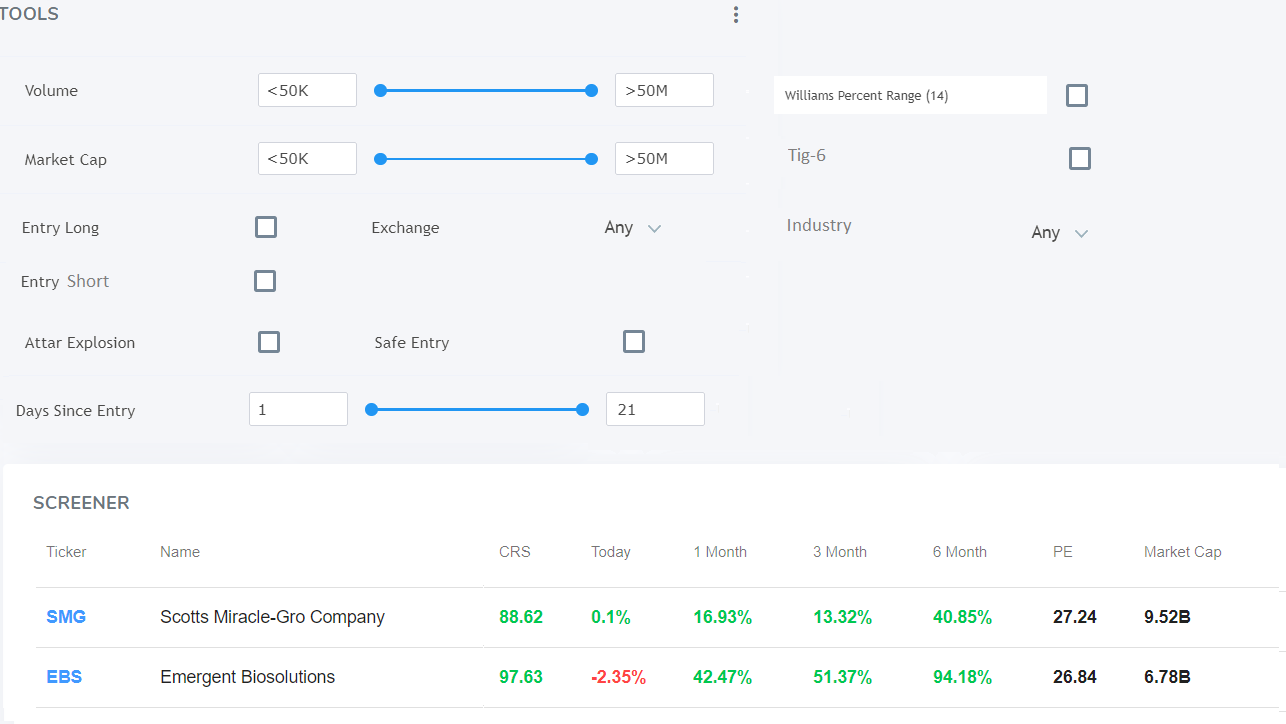 TOOLS
Volume <50K >50M Williams Percent Range (14)
Market Cap <50K >50M Tig-6
Entry Long Exchange Any Industry Any
Entry Short
Attar Explosion Safe Entry
Days Since Entry 1 21
SCREENER
Ticker Name CRS Today 1 Month 3 Month 6 Month PE Market Cap
SMG Scotts Miracle-Gro Company 88.62 0.1% 16.93% 13.32% 40.85% 27.24 9.52B
EBS Emergent Biosolutions 97.63 -2.35% 42.47% 51.37% 94.18% 26.84 6.78B